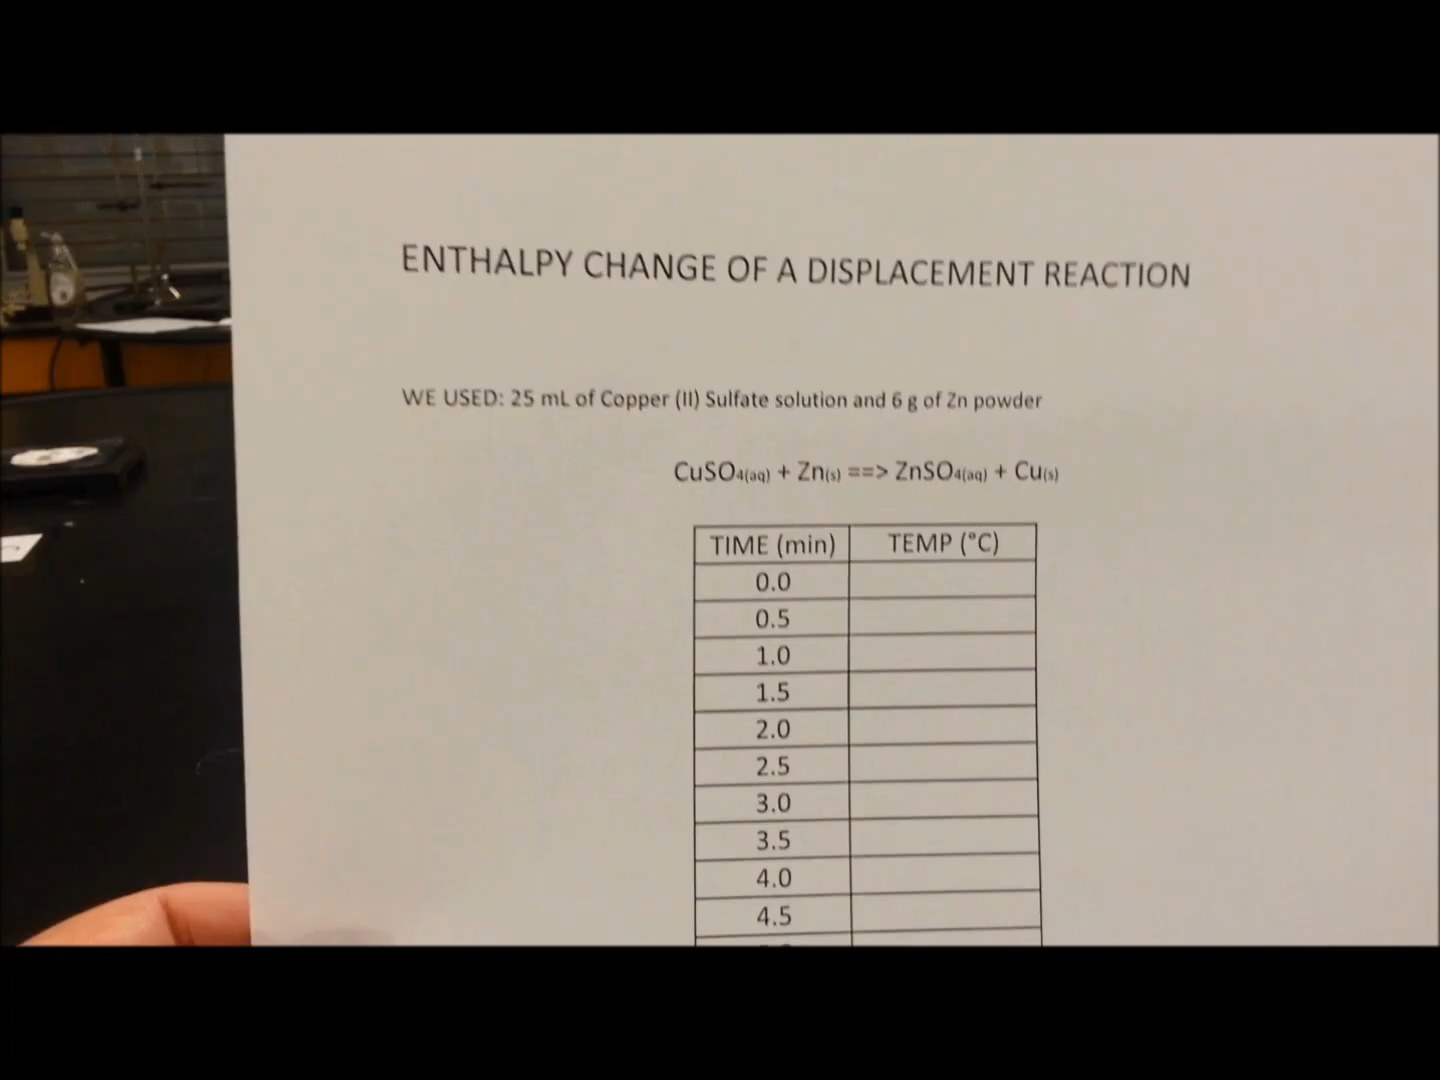 ENTHALPY CHANGE OF A DISPLACEMENT REACTION
WE USED: 25 mL of Copper (II) Sulfate solution and 6 g of Zn powder
CuSO4(aq) + Zn(s) ==> ZnSO4(aq) + Cu(s)
TIME (min) TEMP (°C)
0.0
0.5
1.0
1.5
2.0
2.5
3.0
3.5
4.0
4.5